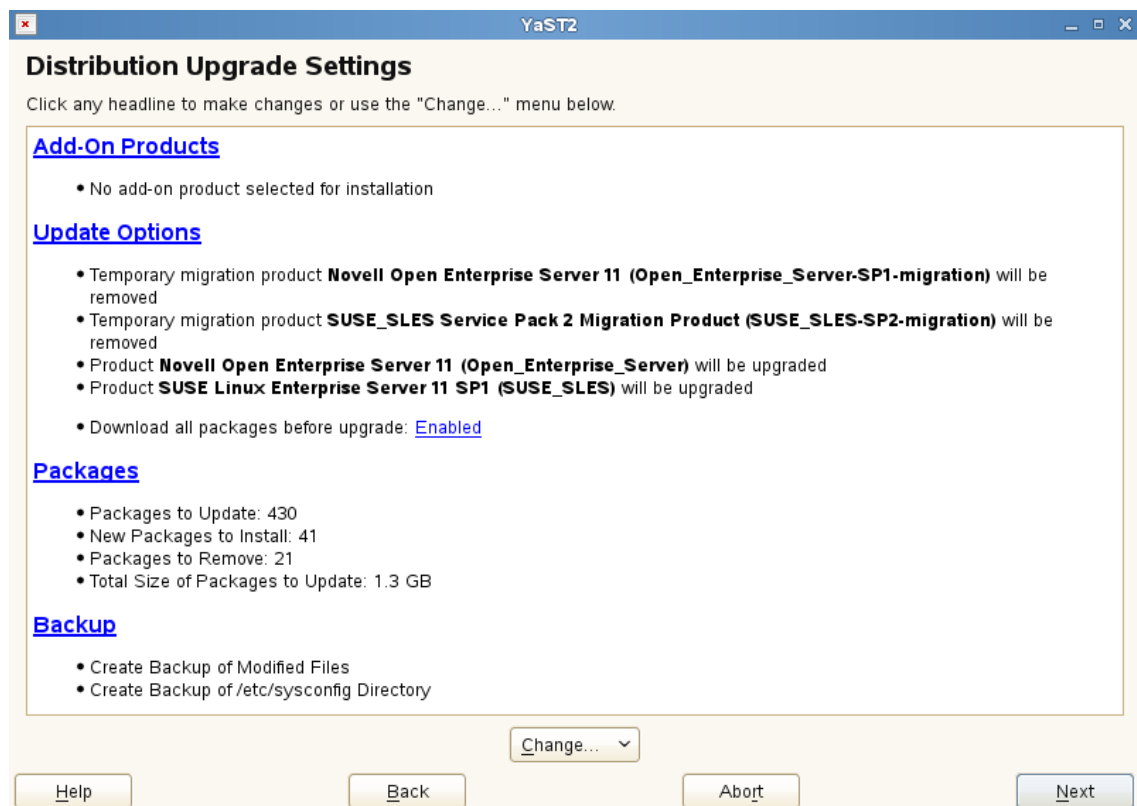 YaST2
Distribution Upgrade Settings
Click any headline to make changes or use the "Change..." menu below.
Add-On Products
• No add-on product selected for installation
Update Options
• Temporary migration product Novell Open Enterprise Server 11 (Open_Enterprise_Server-SP1-migration) will be
removed
• Temporary migration product SUSE_SLES Service Pack 2 Migration Product (SUSE_SLES-SP2-migration) will be
removed
• Product Novell Open Enterprise Server 11 (Open_Enterprise_Server) will be upgraded
• Product SUSE Linux Enterprise Server 11 SP1 (SUSE_SLES) will be upgraded
• Download all packages before upgrade: Enabled
Packages
• Packages to Update: 430
• New Packages to Install: 41
• Packages to Remove: 21
• Total Size of Packages to Update: 1.3 GB
Backup
• Create Backup of Modified Files
• Create Backup of /etc/sysconfig Directory
Change...
Help Back Abort Next